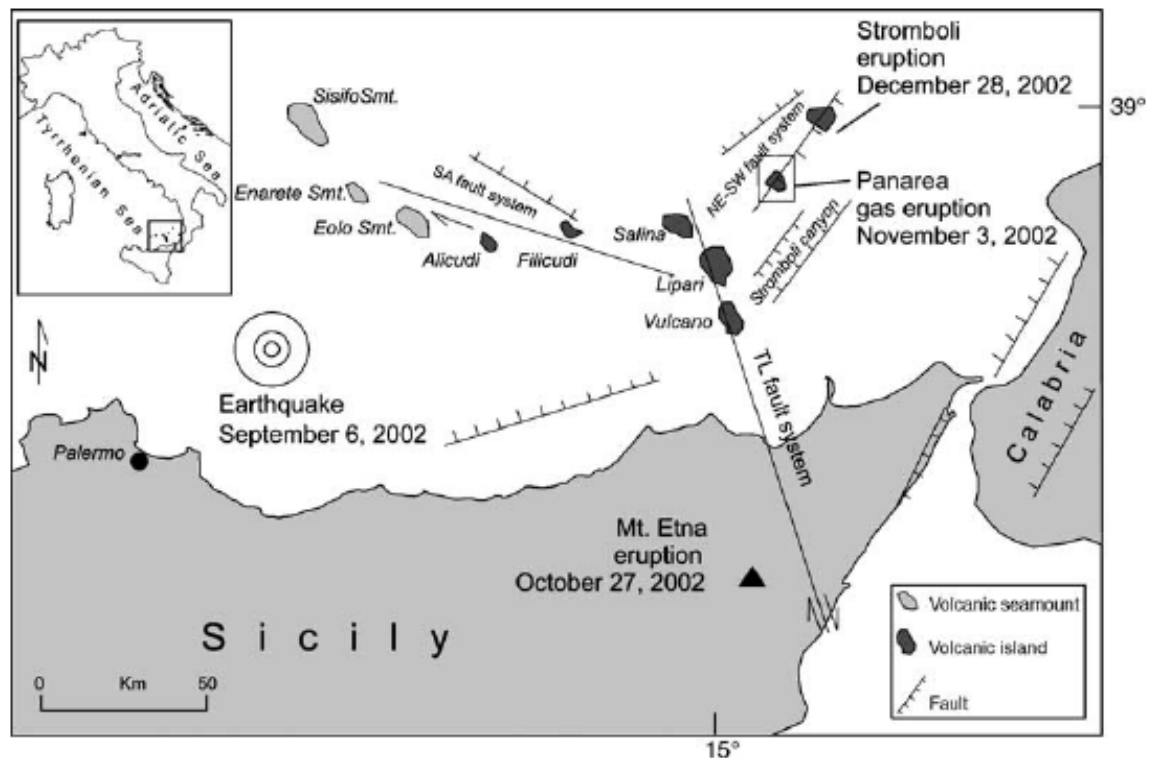 Adriatic Sea
Tyrrhenian Sea
Sisifo Smt.
Enarete Smt.
Eolo Smt.
SA fault system
Alicudi
Filicudi
Salina
Lipari
Vulcano
NE-SW fault system
Stromboli
eruption
December 28, 2002
39°
Panarea
gas eruption
November 3, 2002
Stromboli canyon
N
Earthquake
September 6, 2002
Palermo
TL fault system
Calabria
Mt. Etna
eruption
October 27, 2002
Sicily
0 Km 50
Volcanic seamount
Volcanic island
Fault
15°